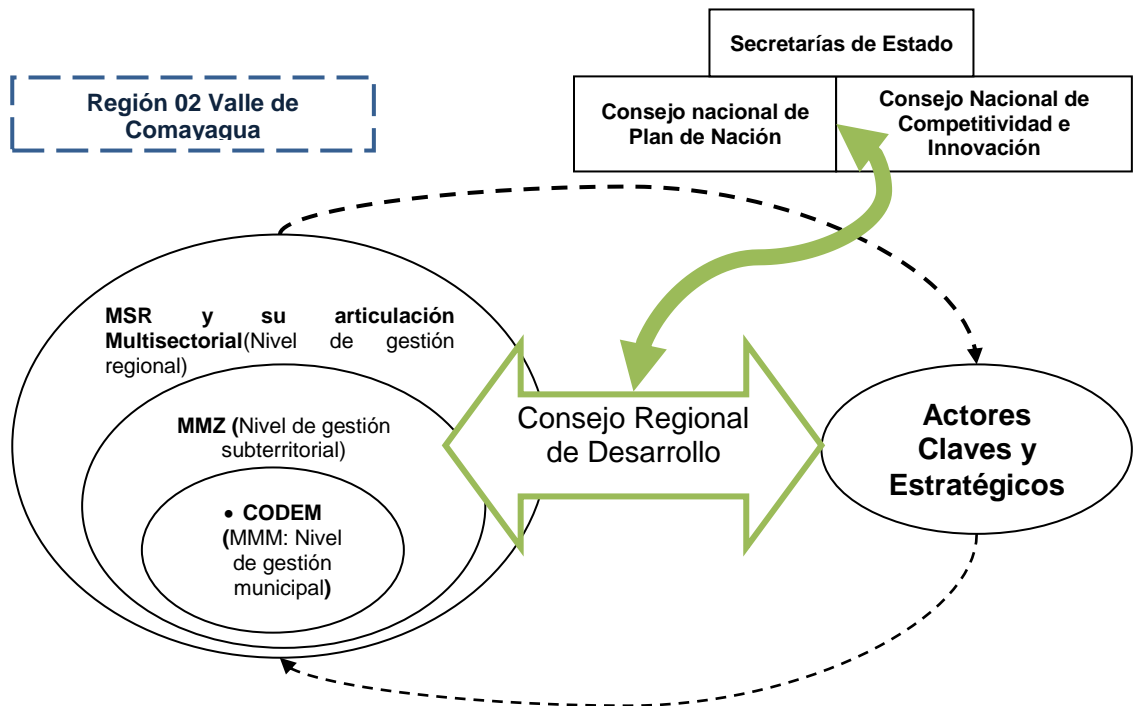 Secretarías de Estado
Región 02 Valle de
Comayagua
Consejo nacional de
Plan de Nación
Consejo Nacional de
Competitividad e
Innovación
MSR y su articulación
Multisectorial(Nivel de gestión
regional)
MMZ (Nivel de gestión
subterritorial)
• CODEM
(MMM: Nivel
de gestión
municipal)
Consejo Regional
de Desarrollo
Actores
Claves y
Estratégicos